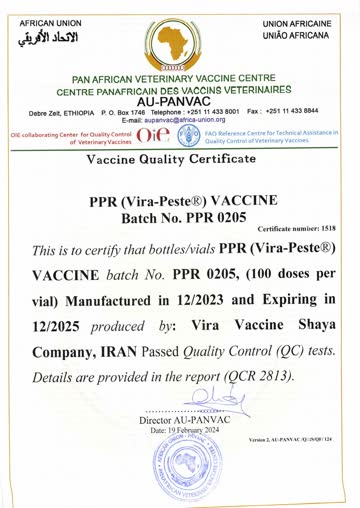 AFRICAN UNION
UNION AFRICAINE
الاتحاد الأفريقي
UNIÃO AFRICANA
PAN AFRICAN VETERINARY VACCINE CENTRE
CENTRE PANAFRICAIN DES VACCINS VETERINAIRES
AU-PANVAC
Debre Zeit, ETHIOPIA P. O. Box 1746 Telephone : +251 11 433 8001 Fax : +251 11 433 8844
E-mail: aupanvac@africa-union.org
OIE collaborating Center for Quality Control
of Veterinary Vaccines
Oie
FAO Reference Centre for Technical Assistance in
Quality Control of Veterinary Vaccines
Vaccine Quality Certificate
PPR (Vira-Peste®) VACCINE
Batch No. PPR 0205
Certificate number: 1518
This is to certify that bottles/vials PPR (Vira-Peste®)
VACCINE batch No. PPR 0205, (100 doses per
vial) Manufactured in 12/2023 and Expiring in
12/2025 produced by: Vira Vaccine Shaya
Company, IRAN Passed Quality Control (QC) tests.
Details are provided in the report (QCR 2813).
Director AU-PANVAC
Date: 19 February 2024
Version 2, AU-PANVAC /Q/IS/QF/ 124
AFRICAN UNION - PANVAC